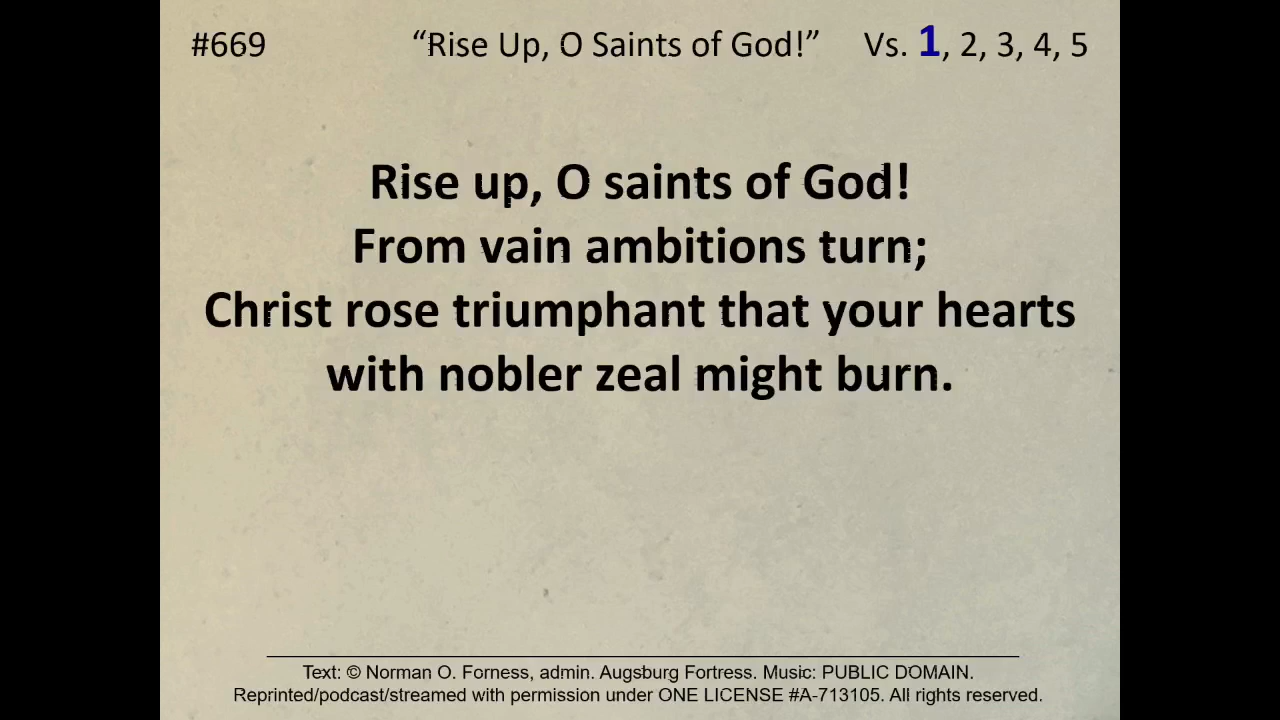 #669 “Rise Up, O Saints of God!” Vs. 1, 2, 3, 4, 5
Rise up, O saints of God!
From vain ambitions turn;
Christ rose triumphant that your hearts
with nobler zeal might burn.
Text: © Norman O. Forness, admin. Augsburg Fortress. Music: PUBLIC DOMAIN.
Reprinted/podcast/streamed with permission under ONE LICENSE #A-713105. All rights reserved.